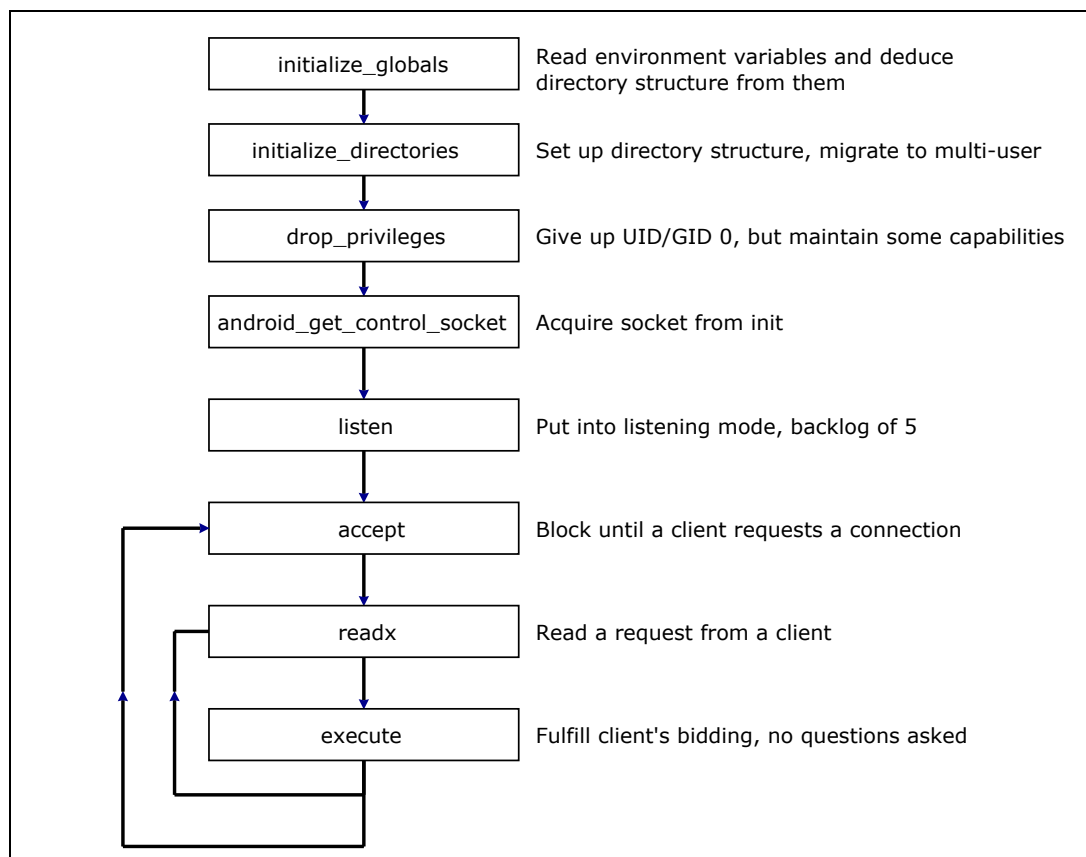 initialize_globals
Read environment variables and deduce
directory structure from them
initialize_directories
Set up directory structure, migrate to multi-user
drop_privileges
Give up UID/GID 0, but maintain some capabilities
android_get_control_socket
Acquire socket from init
listen
Put into listening mode, backlog of 5
accept
Block until a client requests a connection
readx
Read a request from a client
execute
Fulfill client's bidding, no questions asked